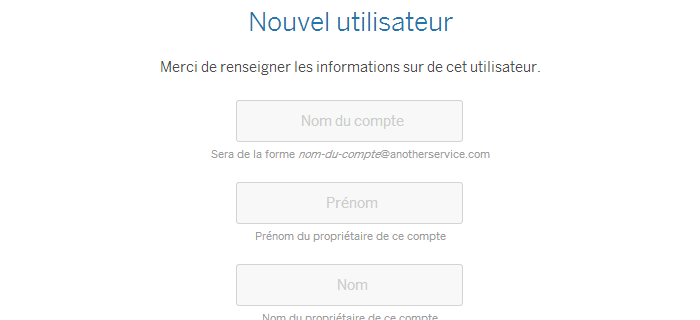 Nouvel utilisateur
Merci de renseigner les informations sur de cet utilisateur.
Nom du compte
Sera de la forme nom-du-compte@anotherservice.com
Prénom
Prénom du propriétaire de ce compte
Nom
Nom du propriétaire de ce compte